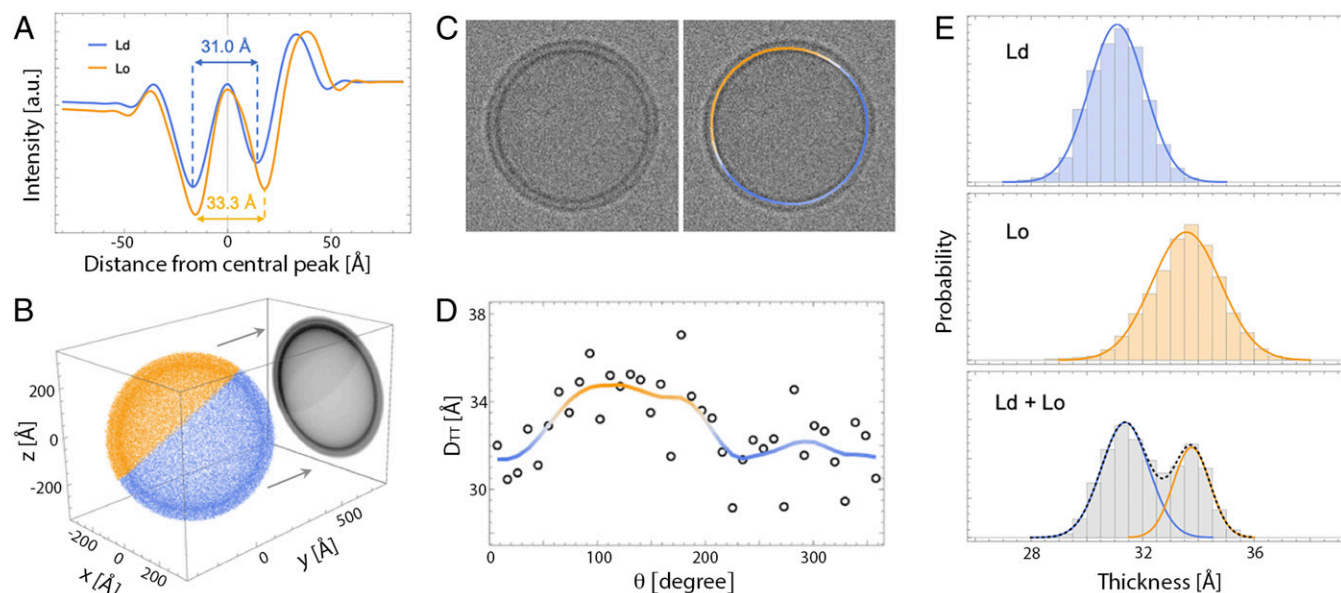 A
Ld
Lo
31.0 Å
33.3 Å
Intensity [a.u.]
-50
0
50
Distance from central peak [Å]
B
200
0
-200
z [Å]
-200
0
200
x [Å]
0
500
y [Å]
C
D
38
34
30
DTT [Å]
0
100
200
300
θ [degree]
E
Ld
Lo
Ld + Lo
Probability
28
32
36
Thickness [Å]